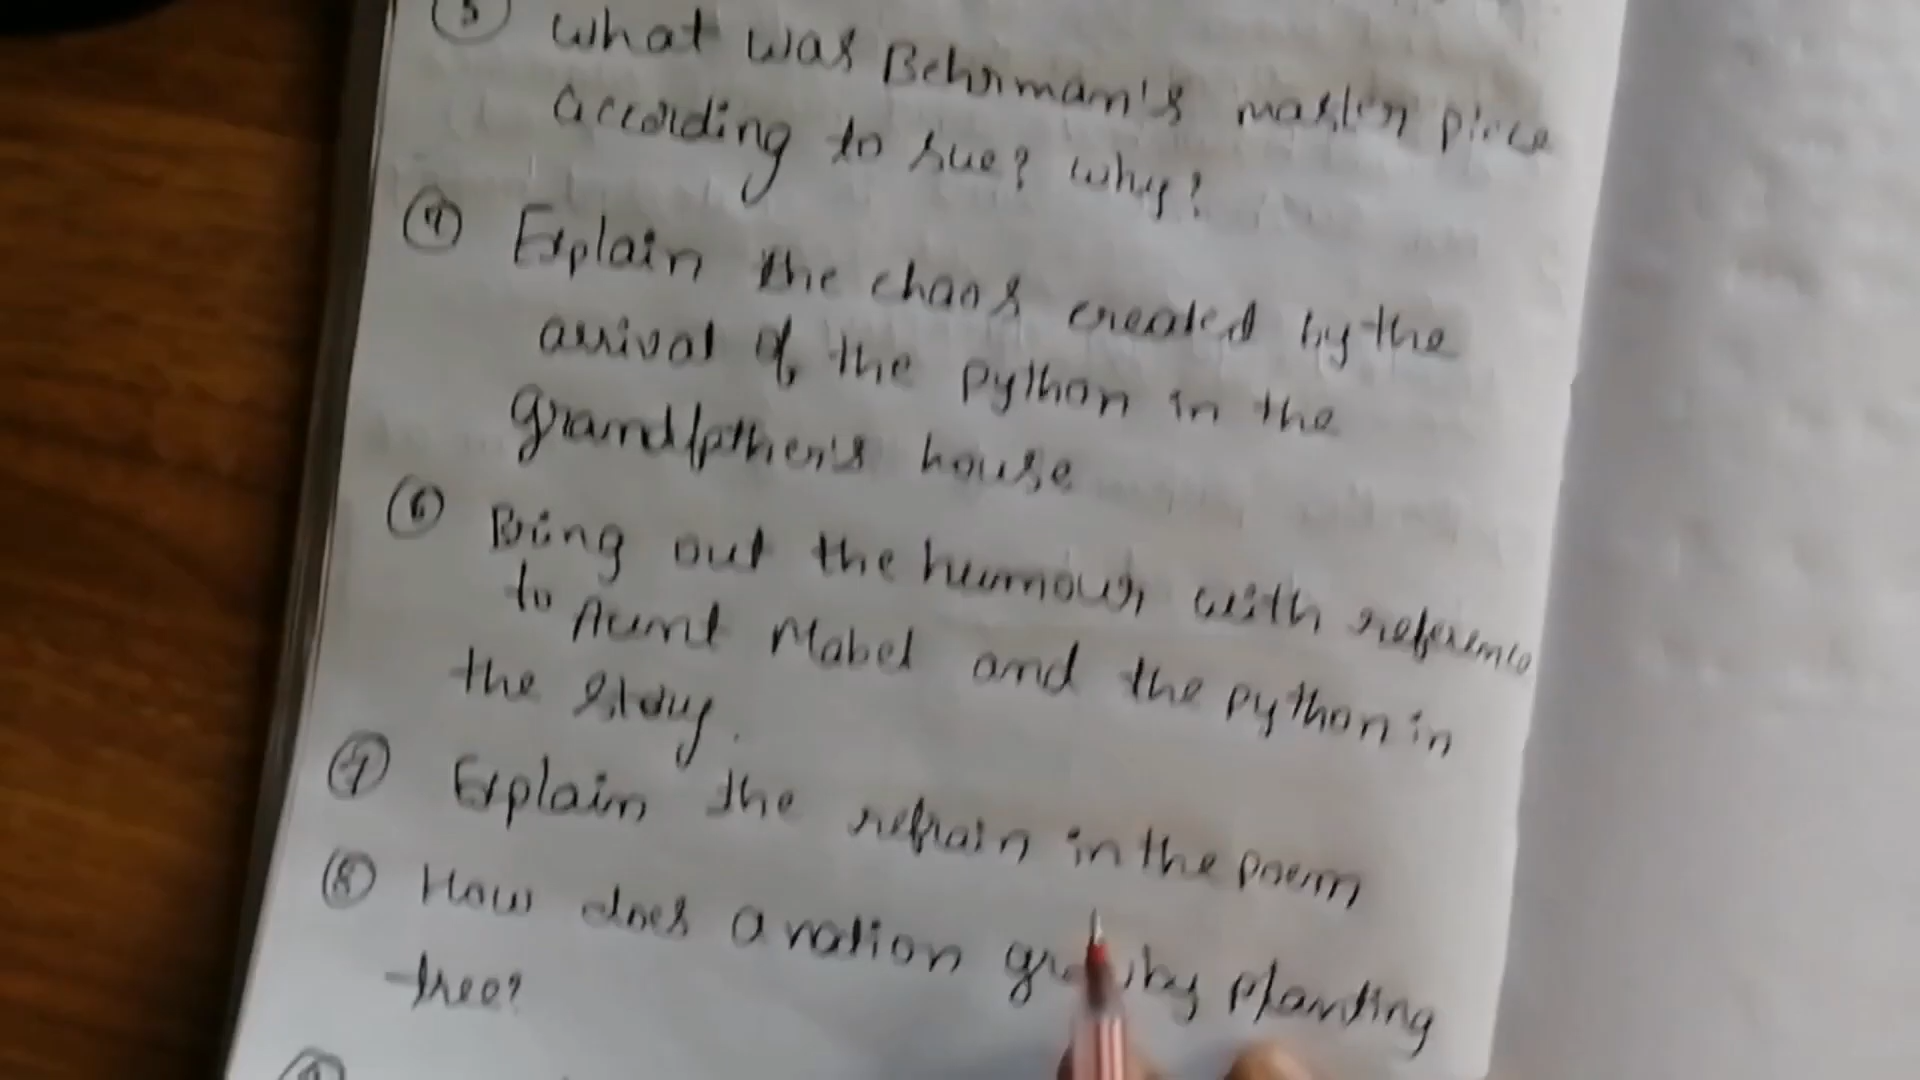 3 What was Behrman's master piece
according to sue? why?
4 Explain the chaos created by the
arrival of the python in the
grandfather's house
6 Bring out the humour with reference
to Aunt Mabel and the python in
the story.
7 Explain the refrain in the poem
8 How does a nation by planting
tree?
9